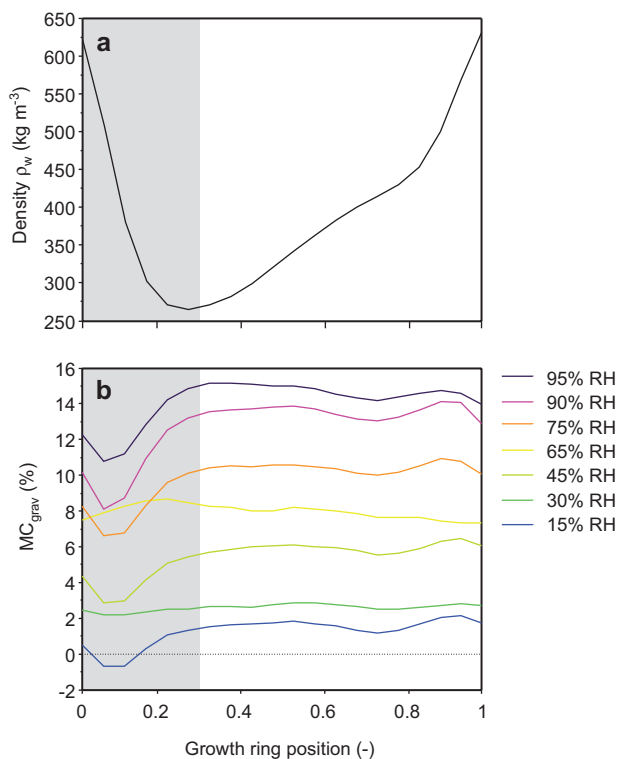 650
600
550
500
450
400
350
300
250
Density ρw (kg m-3)
a
16
14
12
10
8
6
4
2
0
-2
MCgrav (%)
b
0
0.2
0.4
0.6
0.8
1
Growth ring position (-)
95% RH
90% RH
75% RH
65% RH
45% RH
30% RH
15% RH